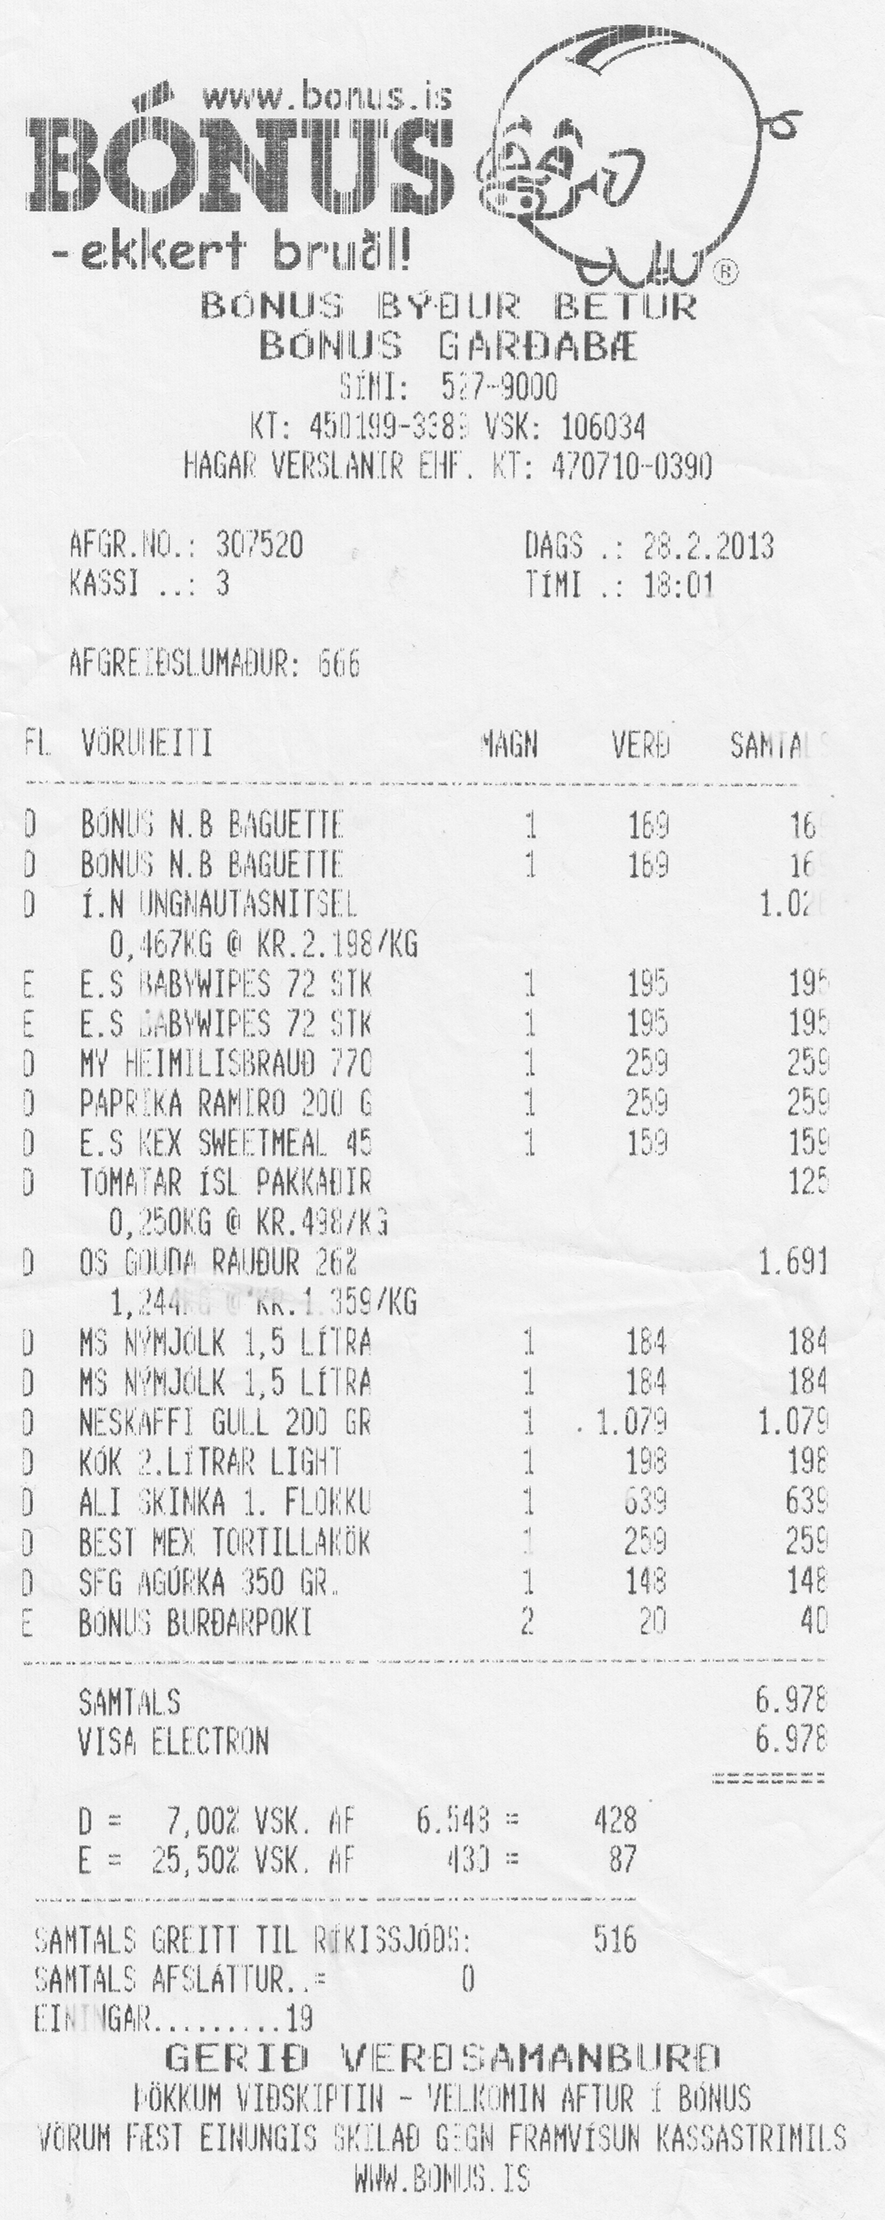 www.bonus.is
BÓNUS
-ekkert bruðl!
®
BÓNUS BÝÐUR BETUR
BÓNUS GARÐABÆ
SÍMI: 527-9000
KT: 450199-3389 VSK: 106034
HAGAR VERSLANIR EHF. KT: 470710-0390
AFGR.NO.: 307520 DAGS .: 28.2.2013
KASSI ..: 3 TÍMI .: 18:01
AFGREIÐSLUMAÐUR: 666
FL VÖRUHEITI MAGN VERÐ SAMTALS
D BÓNUS N.B BAGUETTE 1 169 169
D BÓNUS N.B BAGUETTE 1 169 169
D Í.N UNGNAUTASNITSEL 1.026
0,467KG @ KR.2.198/KG
E E.S BABYWIPES 72 STK 1 195 195
E E.S BABYWIPES 72 STK 1 195 195
D MY HEIMILISBRAUÐ 770 1 259 259
D PAPRIKA RAMIRO 200 G 1 259 259
D E.S KEX SWEETMEAL 45 1 159 159
D TÓMATAR ÍSL PAKKAÐIR 125
0,250KG @ KR.498/KG
D OS GOUDA RAUÐUR 26% 1.691
1,244KG @ KR.1.359/KG
D MS NÝMJÓLK 1,5 LÍTRA 1 184 184
D MS NÝMJÓLK 1,5 LÍTRA 1 184 184
D NESKAFFI GULL 200 GR 1 1.079 1.079
D KÓK 2.LÍTRAR LIGHT 1 198 198
D ALI SKINKA 1. FLOKKU 1 639 639
D BEST MEX TORTILLAKÖK 1 259 259
D SFG AGÚRKA 350 GR. 1 148 148
E BÓNUS BURÐARPOKI 2 20 40
SAMTALS 6.978
VISA ELECTRON 6.978
========
D = 7,00% VSK. AF 6.548 = 428
E = 25,50% VSK. AF 430 = 87
SAMTALS GREITT TIL RÍKISSJÓÐS: 516
SAMTALS AFSLÁTTUR..= 0
EININGAR.........19
GERIÐ VERÐSAMANBURÐ
ÞÖKKUM VIÐSKIPTIN - VELKOMIN AFTUR Í BÓNUS
VÖRUM FÆST EINUNGIS SKILAÐ GEGN FRAMVÍSUN KASSASTRIMILS
WWW.BONUS.IS